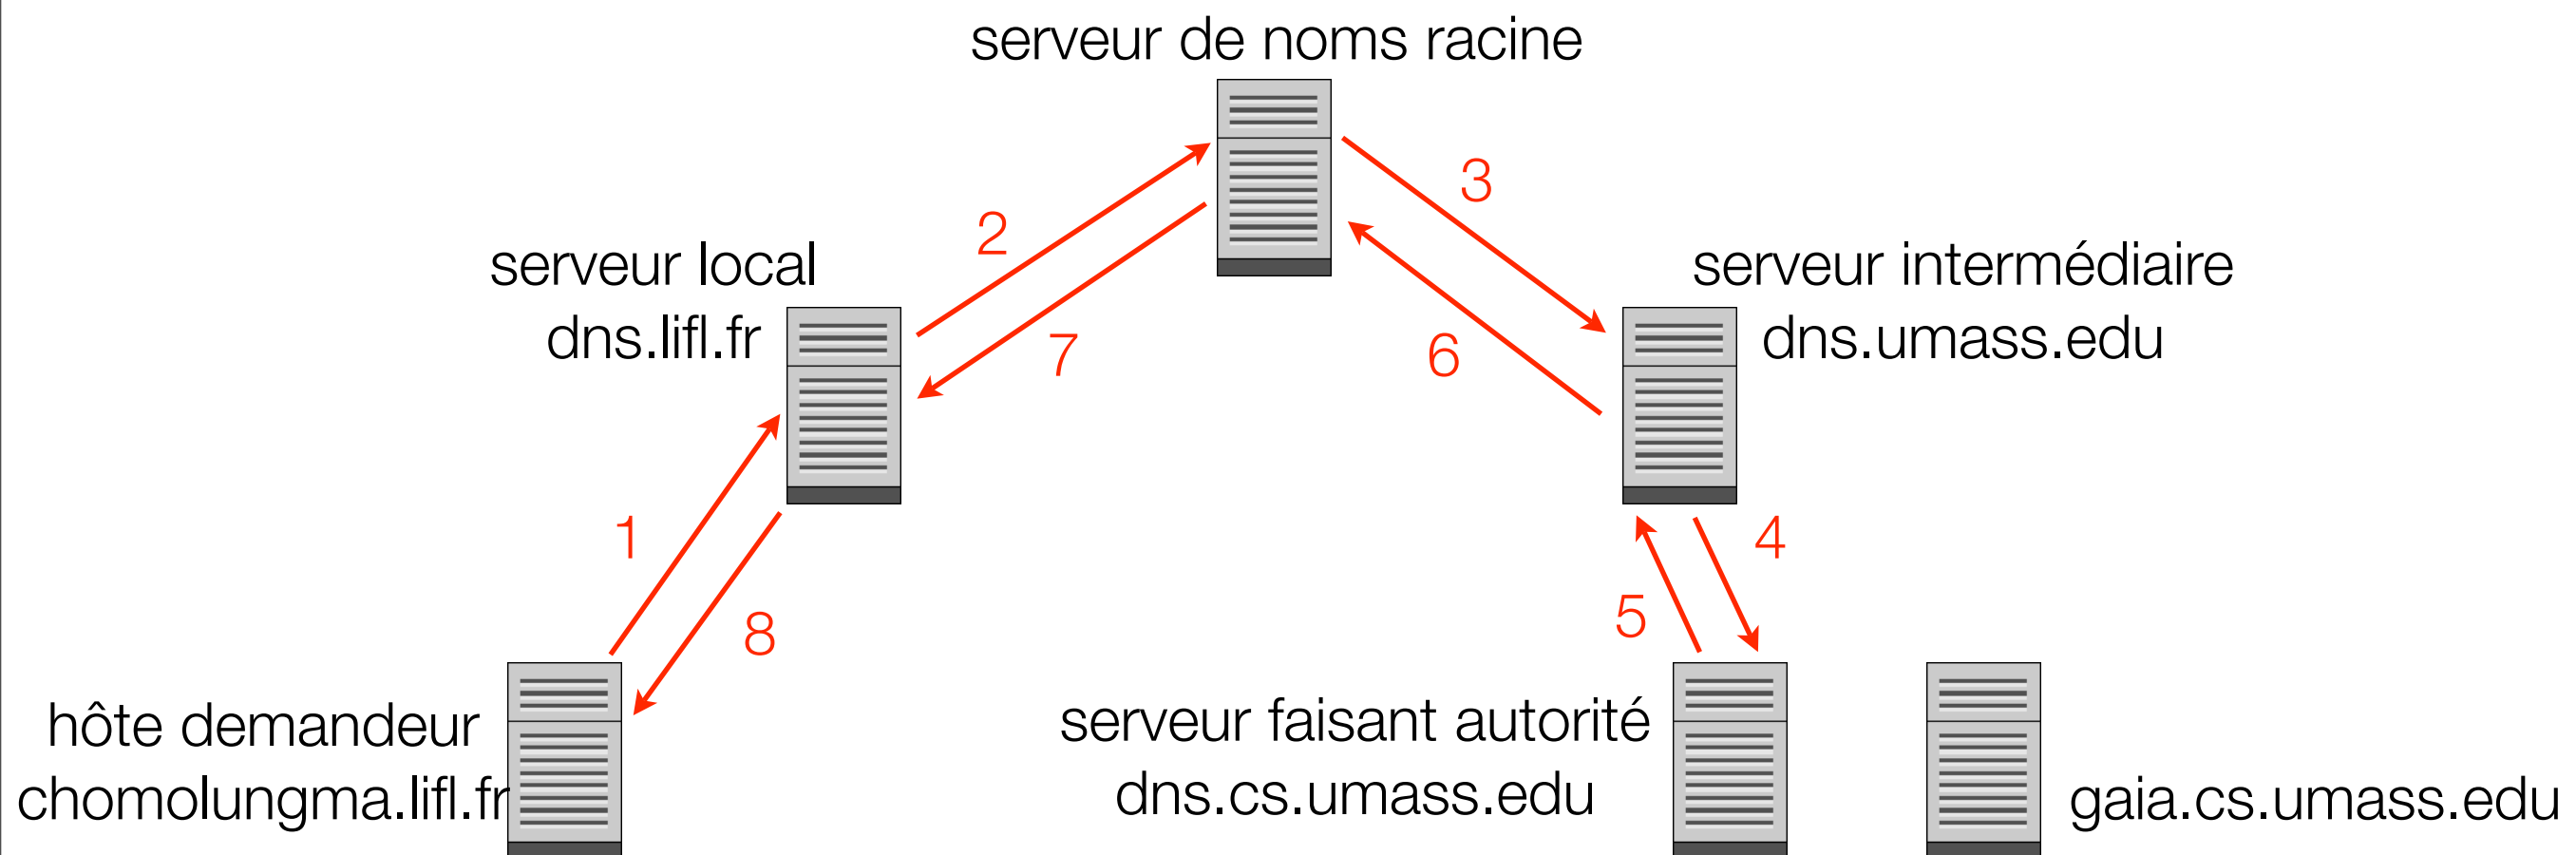 serveur de noms racine
2
3
serveur local
dns.lifl.fr
7
6
serveur intermédiaire
dns.umass.edu
1
8
4
5
hôte demandeur
chomolungma.lifl.fr
serveur faisant autorité
dns.cs.umass.edu
gaia.cs.umass.edu